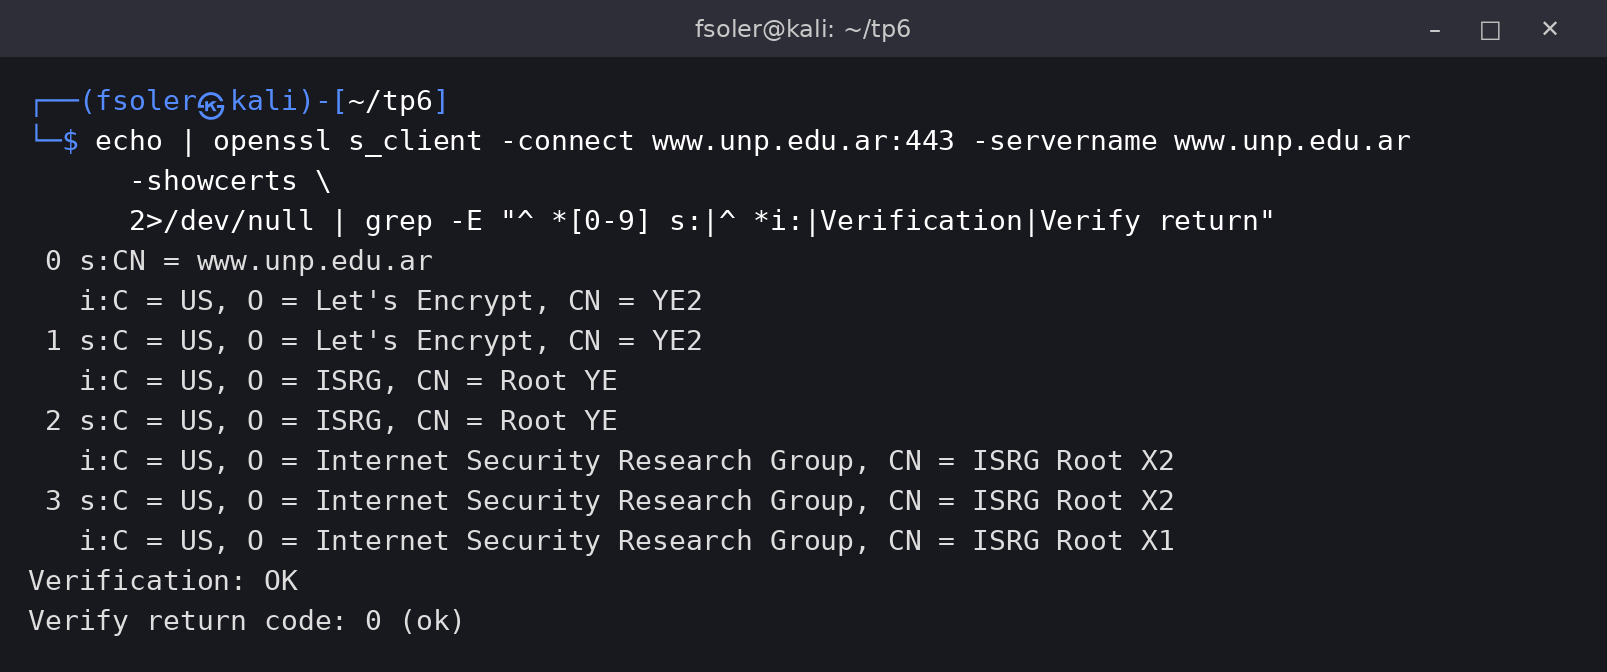 fsoler@kali: ~/tp6
┌──(fsoler㉿kali)-[~/tp6]
└─$ echo | openssl s_client -connect www.unp.edu.ar:443 -servername www.unp.edu.ar
      -showcerts \
      2>/dev/null | grep -E "^ *[0-9] s:|^ *i:|Verification|Verify return"
 0 s:CN = www.unp.edu.ar
   i:C = US, O = Let's Encrypt, CN = YE2
 1 s:C = US, O = Let's Encrypt, CN = YE2
   i:C = US, O = ISRG, CN = Root YE
 2 s:C = US, O = ISRG, CN = Root YE
   i:C = US, O = Internet Security Research Group, CN = ISRG Root X2
 3 s:C = US, O = Internet Security Research Group, CN = ISRG Root X2
   i:C = US, O = Internet Security Research Group, CN = ISRG Root X1
Verification: OK
Verify return code: 0 (ok)